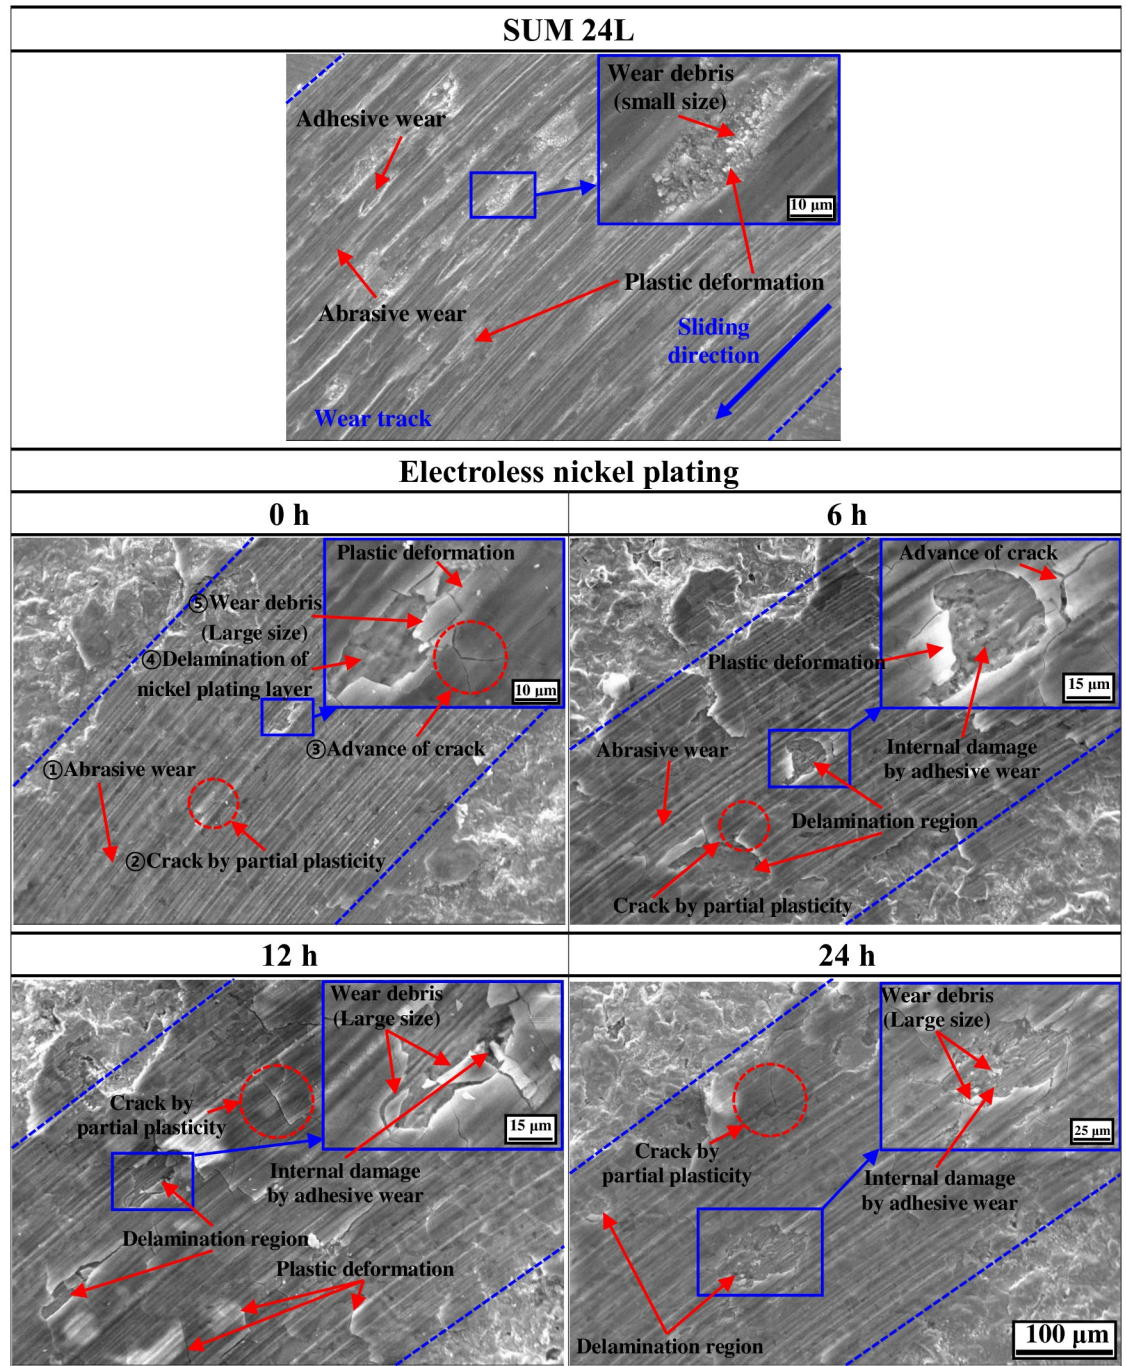 SUM 24L
Wear debris
(small size)
Adhesive wear
10 μm
Plastic deformation
Abrasive wear
Sliding
direction
Wear track
Electroless nickel plating
0 h
6 h
Plastic deformation
⑤Wear debris
(Large size)
④Delamination of
nickel plating layer
10 μm
③Advance of crack
①Abrasive wear
②Crack by partial plasticity
Advance of crack
Plastic deformation
15 μm
Abrasive wear
Internal damage
by adhesive wear
Delamination region
Crack by partial plasticity
12 h
24 h
Wear debris
(Large size)
Crack by
partial plasticity
15 μm
Internal damage
by adhesive wear
Delamination region
Plastic deformation
Wear debris
(Large size)
25 μm
Crack by
partial plasticity
Internal damage
by adhesive wear
Delamination region
100 μm